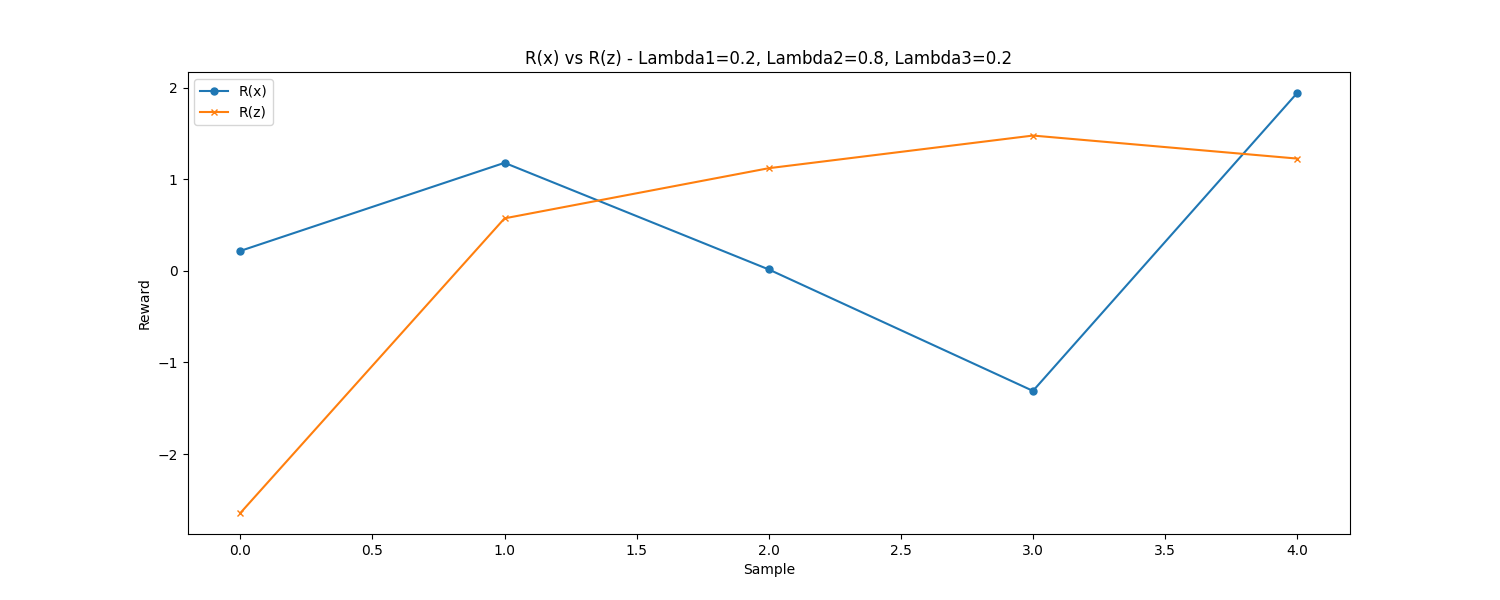 R(x) vs R(z) - Lambda1=0.2, Lambda2=0.8, Lambda3=0.2
R(x)
R(z)
2
1
0
−1
−2
Reward
0.0 0.5 1.0 1.5 2.0 2.5 3.0 3.5 4.0
Sample